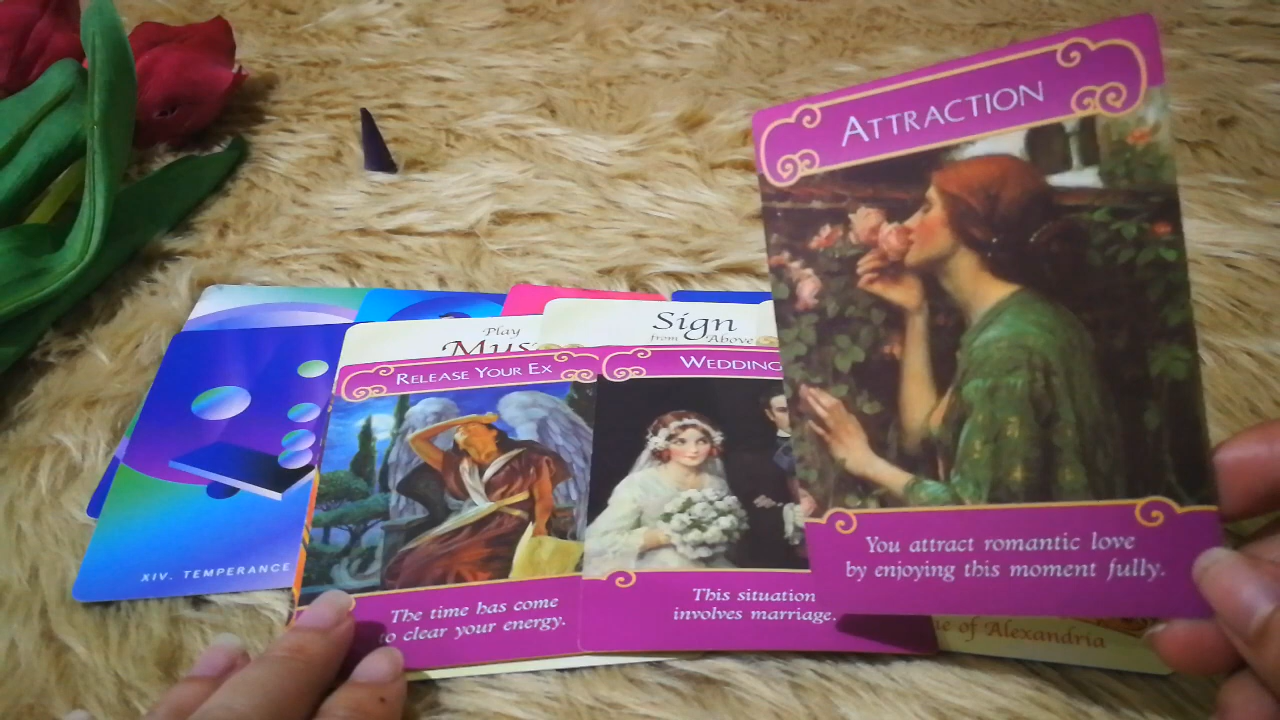 ATTRACTION
You attract romantic love
by enjoying this moment fully.
Play
Sign
from Above
RELEASE YOUR EX
The time has come
to clear your energy.
WEDDING
This situation
involves marriage.
XIV. TEMPERANCE
of Alexandria